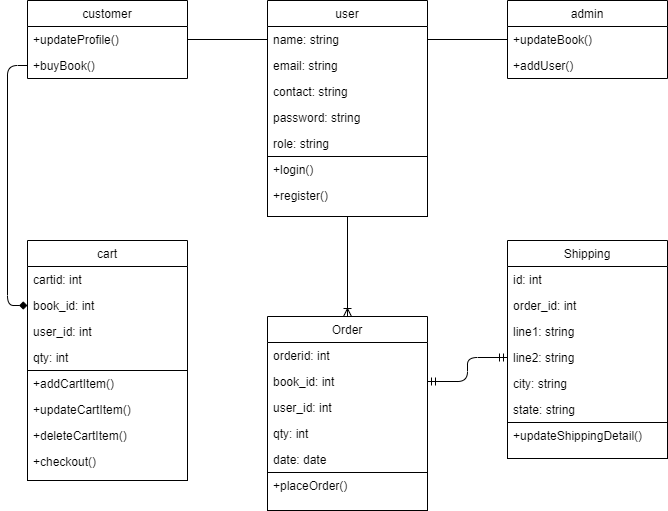 customer
+updateProfile()
+buyBook()
user
name: string
email: string
contact: string
password: string
role: string
+login()
+register()
admin
+updateBook()
+addUser()
cart
cartid: int
book_id: int
user_id: int
qty: int
+addCartItem()
+updateCartItem()
+deleteCartItem()
+checkout()
Order
orderid: int
book_id: int
user_id: int
qty: int
date: date
+placeOrder()
Shipping
id: int
order_id: int
line1: string
line2: string
city: string
state: string
+updateShippingDetail()